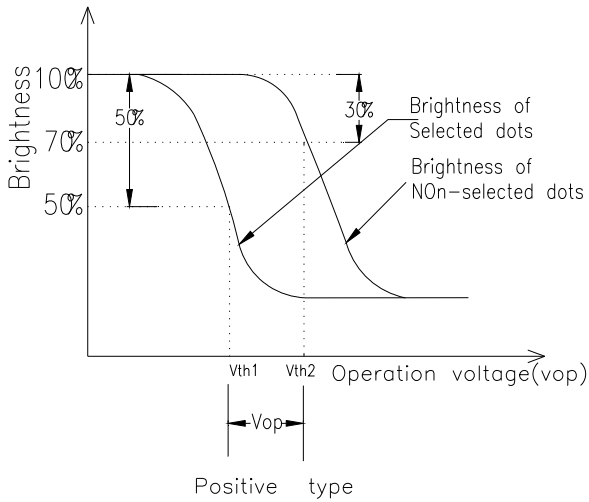 Brightness
100%
70%
50%
50%
30%
Brightness of
Selected dots
Brightness of
NOn-selected dots
Vth1
Vth2
Operation voltage(vop)
Vop
Positive type